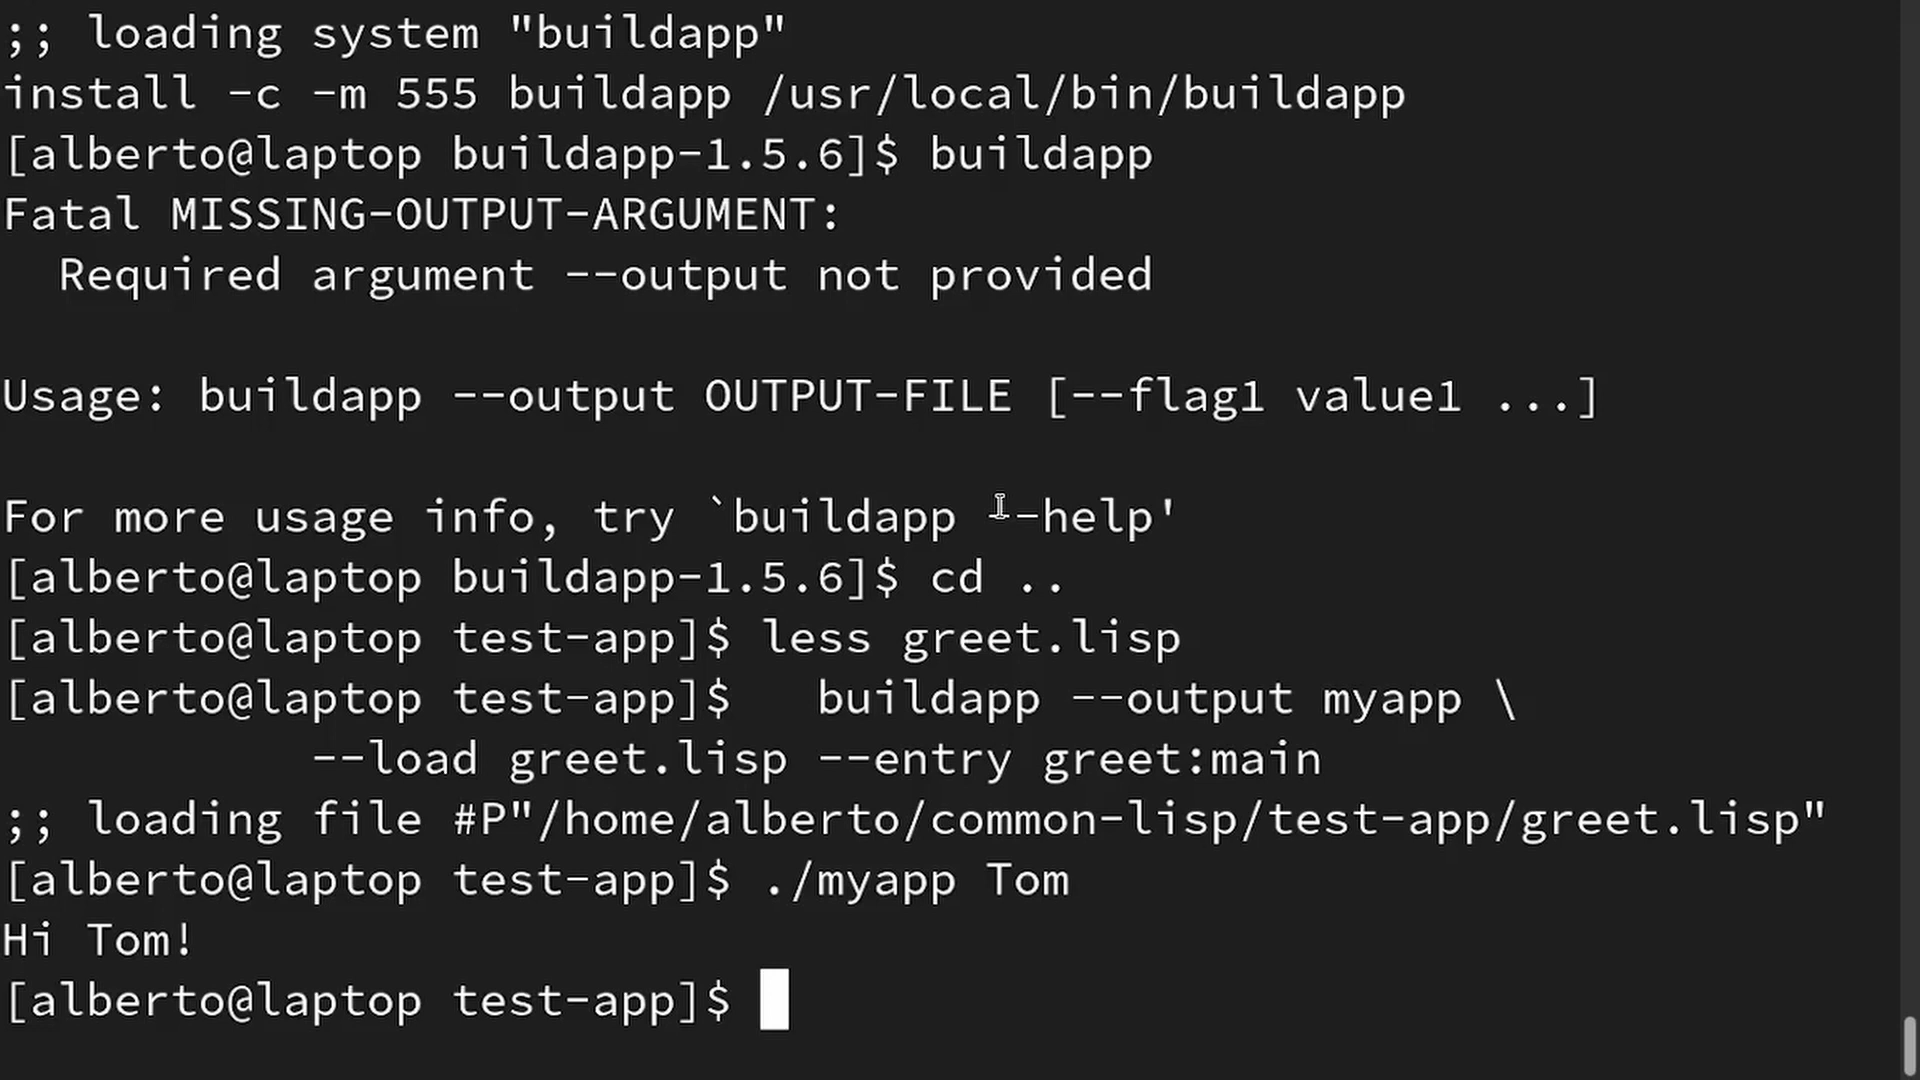 ;; loading system "buildapp"
install -c -m 555 buildapp /usr/local/bin/buildapp
[alberto@laptop buildapp-1.5.6]$ buildapp
Fatal MISSING-OUTPUT-ARGUMENT:
  Required argument --output not provided
Usage: buildapp --output OUTPUT-FILE [--flag1 value1 ...]
For more usage info, try `buildapp --help'
[alberto@laptop buildapp-1.5.6]$ cd ..
[alberto@laptop test-app]$ less greet.lisp
[alberto@laptop test-app]$   buildapp --output myapp \
           --load greet.lisp --entry greet:main
;; loading file #P"/home/alberto/common-lisp/test-app/greet.lisp"
[alberto@laptop test-app]$ ./myapp Tom
Hi Tom!
[alberto@laptop test-app]$